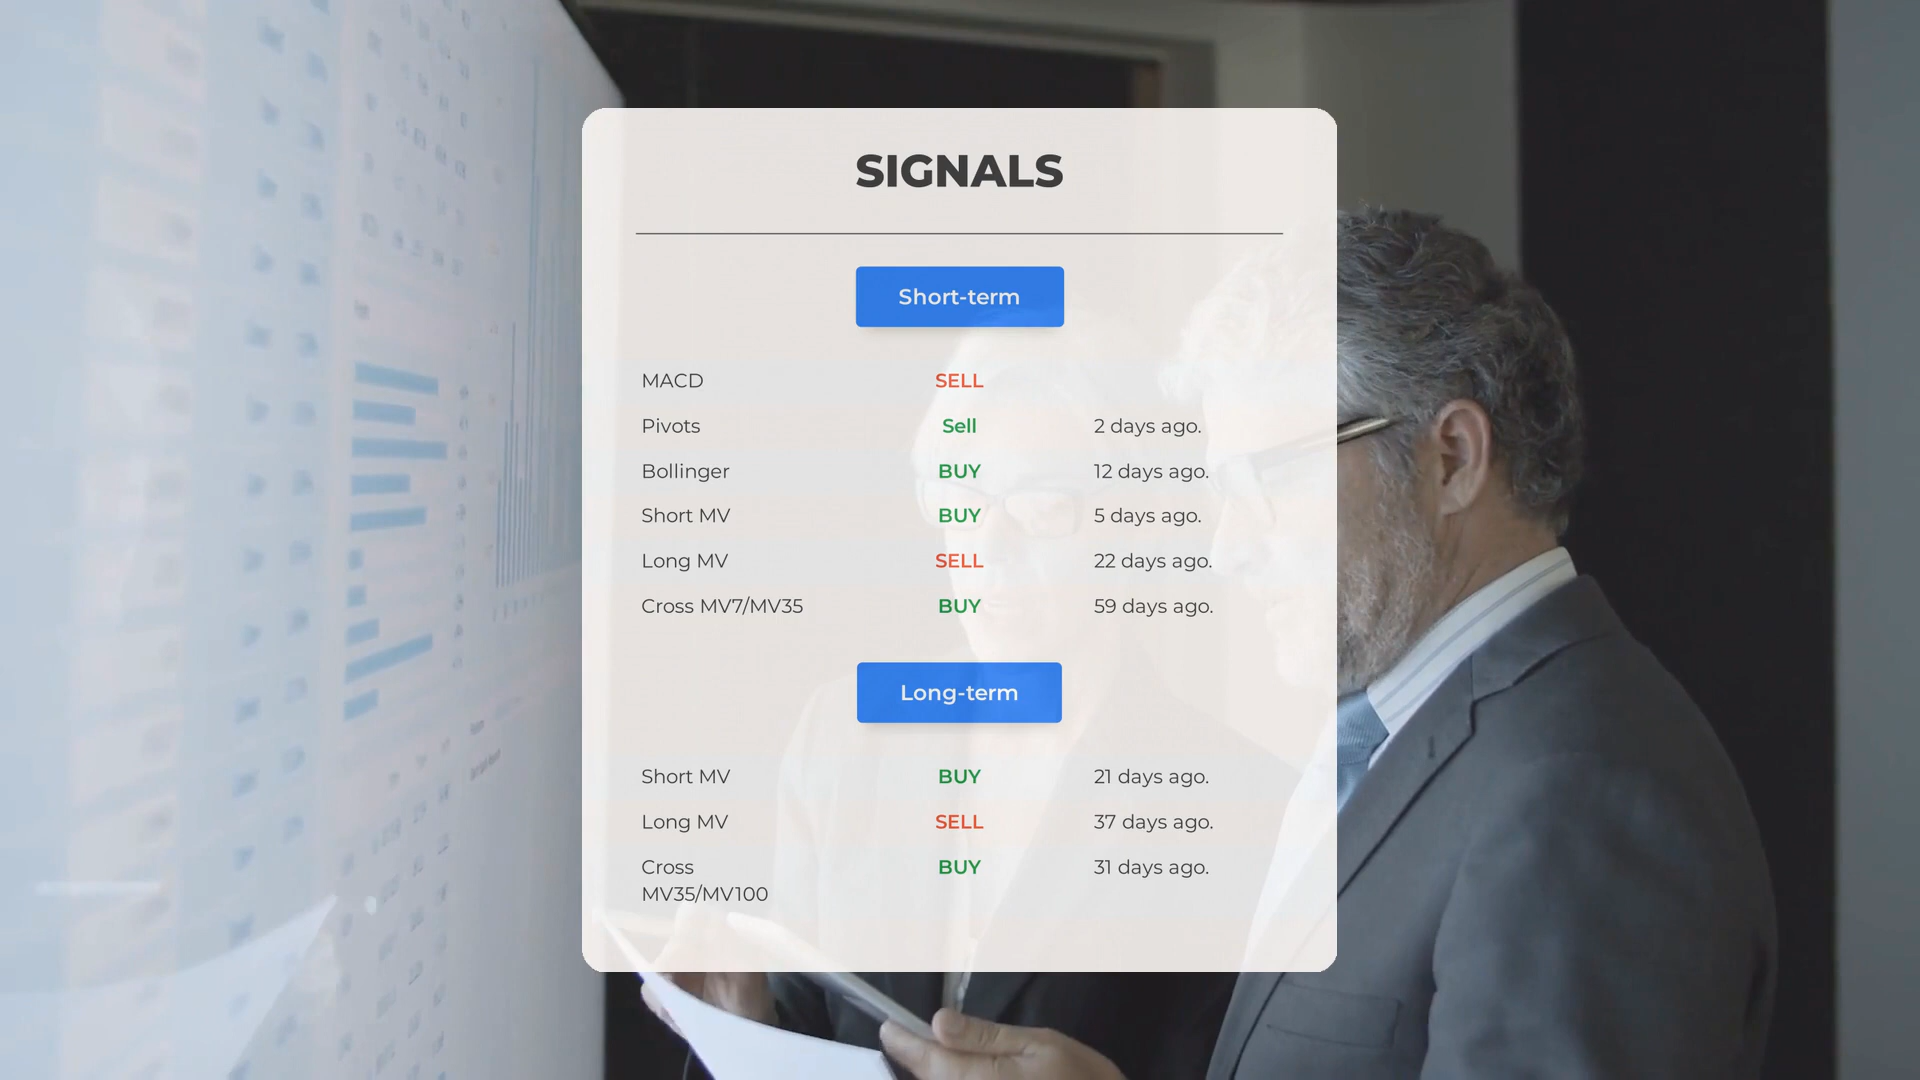 SIGNALS
Short-term
MACD SELL
Pivots Sell 2 days ago.
Bollinger BUY 12 days ago.
Short MV BUY 5 days ago.
Long MV SELL 22 days ago.
Cross MV7/MV35 BUY 59 days ago.
Long-term
Short MV BUY 21 days ago.
Long MV SELL 37 days ago.
Cross BUY 31 days ago.
MV35/MV100